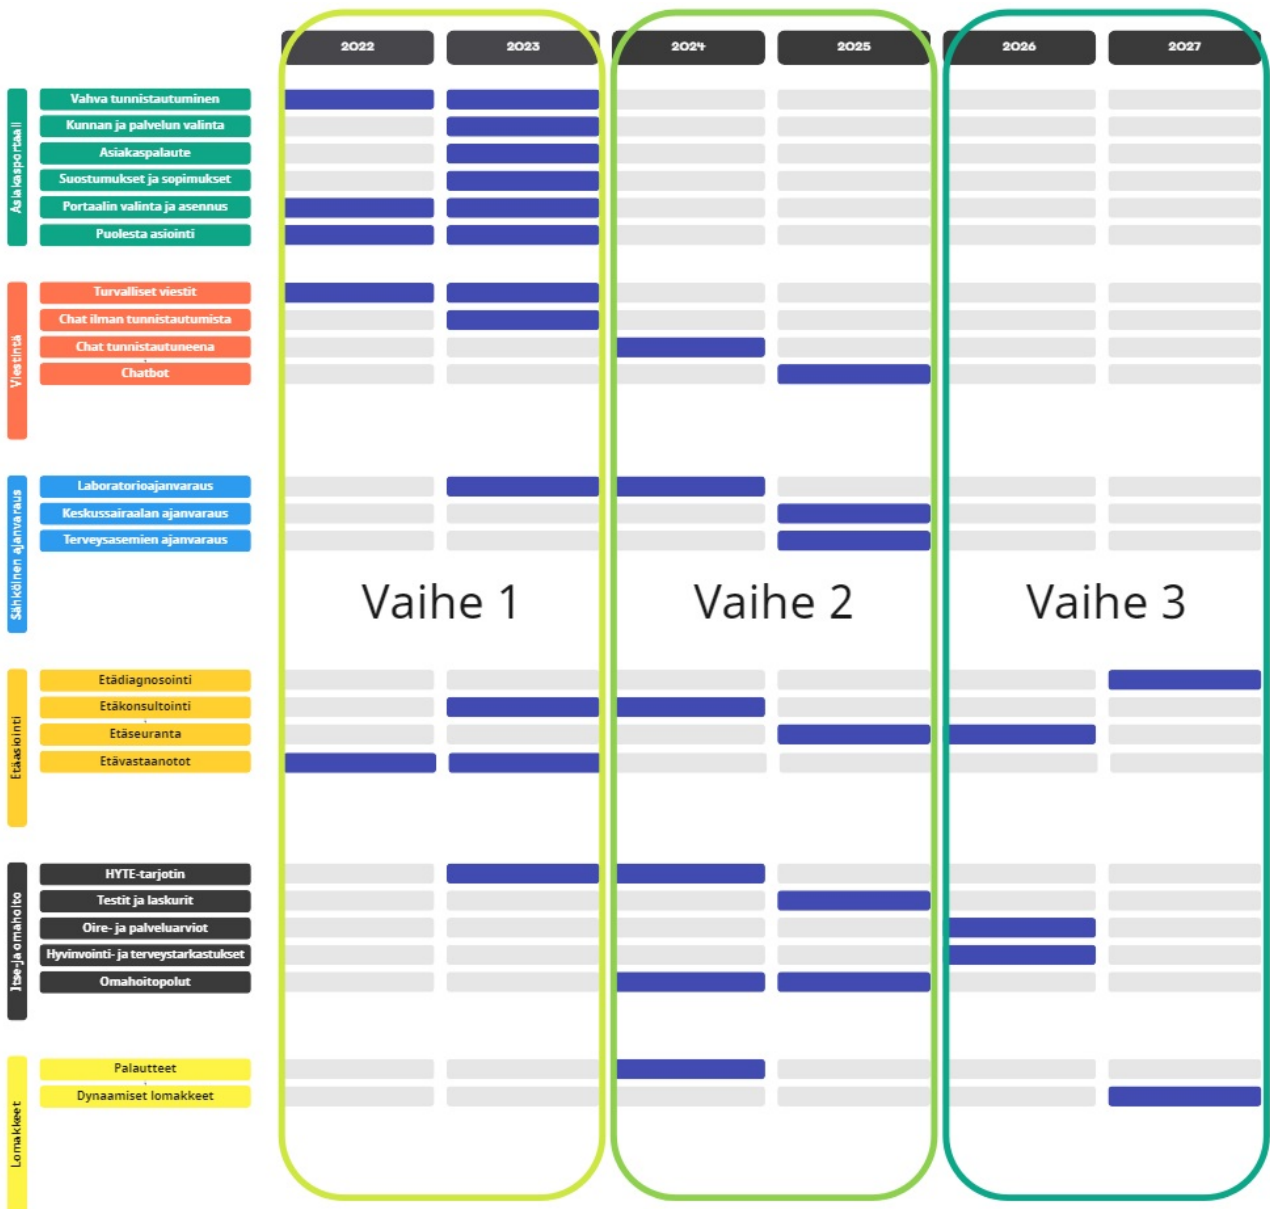 2022 2023 2024 2025 2026 2027
Asiakasportaali
Vahva tunnistautuminen
Kunnan ja palvelun valinta
Asiakaspalaute
Suostumukset ja sopimukset
Portaalin valinta ja asennus
Puolesta asiointi
Viestintä
Turvalliset viestit
Chat ilman tunnistautumista
Chat tunnistautuneena
Chatbot
Sähköinen ajanvaraus
Laboratorioajanvaraus
Keskussairaalan ajanvaraus
Terveysasemien ajanvaraus
Vaihe 1 Vaihe 2 Vaihe 3
Etäasiointi
Etädiagnosointi
Etäkonsultointi
Etäseuranta
Etävastaanotot
Itse-ja omahoito
HYTE-tarjotin
Testit ja laskurit
Oire- ja palveluarviot
Hyvinvointi- ja terveystarkastukset
Omahoitopolut
Lomakkeet
Palautteet
Dynaamiset lomakkeet